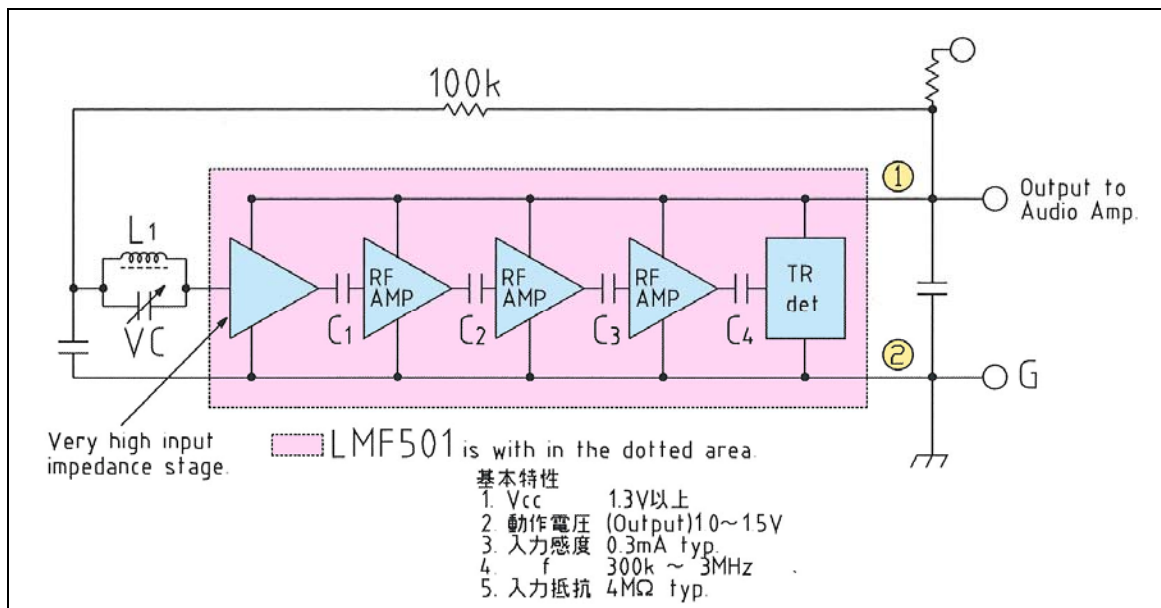 100k
①
Output to
Audio Amp.
L1
VC
RF
AMP
RF
AMP
RF
AMP
TR
det
C1
C2
C3
C4
②
G
Very high input
impedance stage.
LMF501 is with in the dotted area.
基本特性
1. Vcc 1.3V以上
2. 動作電圧 (Output)1.0～1.5V
3. 入力感度 0.3mA typ.
4. f 300k ～ 3MHz .
5. 入力抵抗 4MΩ typ.